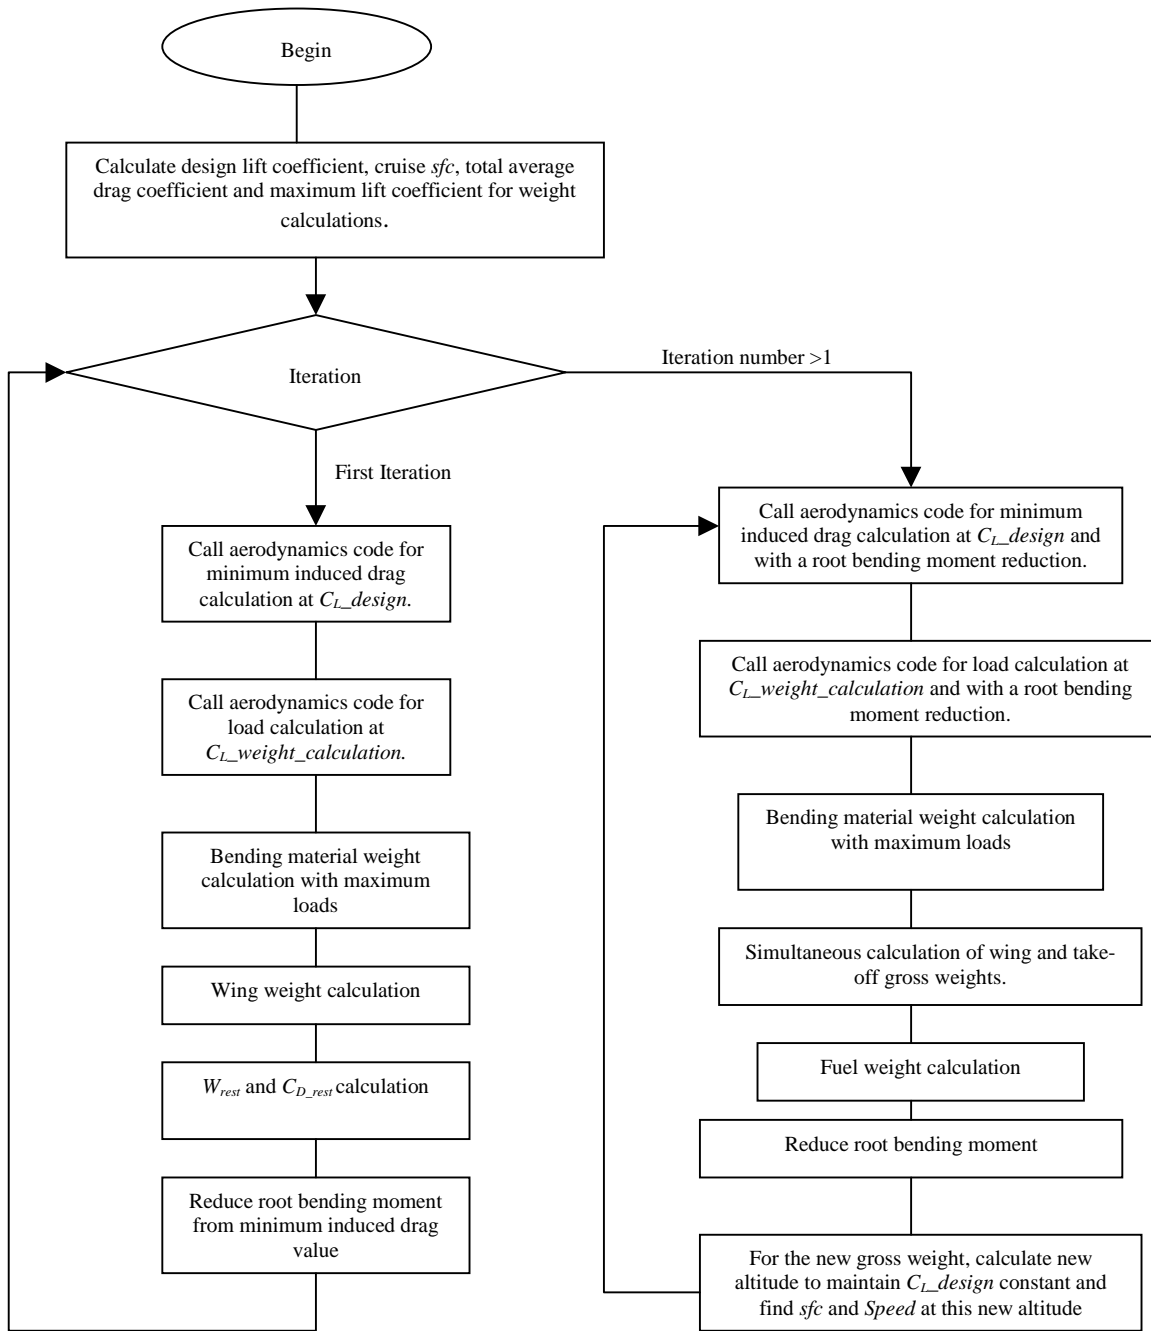 Begin
Calculate design lift coefficient, cruise sfc, total average
drag coefficient and maximum lift coefficient for weight
calculations.
Iteration
Iteration number >1
First Iteration
Call aerodynamics code for
minimum induced drag
calculation at C_L_design.
Call aerodynamics code for
load calculation at
C_L_weight_calculation.
Bending material weight
calculation with maximum
loads
Wing weight calculation
W_rest and C_D_rest calculation
Reduce root bending moment
from minimum induced drag
value
Call aerodynamics code for minimum
induced drag calculation at C_L_design and
with a root bending moment reduction.
Call aerodynamics code for load calculation at
C_L_weight_calculation and with a root bending
moment reduction.
Bending material weight calculation
with maximum loads
Simultaneous calculation of wing and take-
off gross weights.
Fuel weight calculation
Reduce root bending moment
For the new gross weight, calculate new
altitude to maintain C_L_design constant and
find sfc and Speed at this new altitude